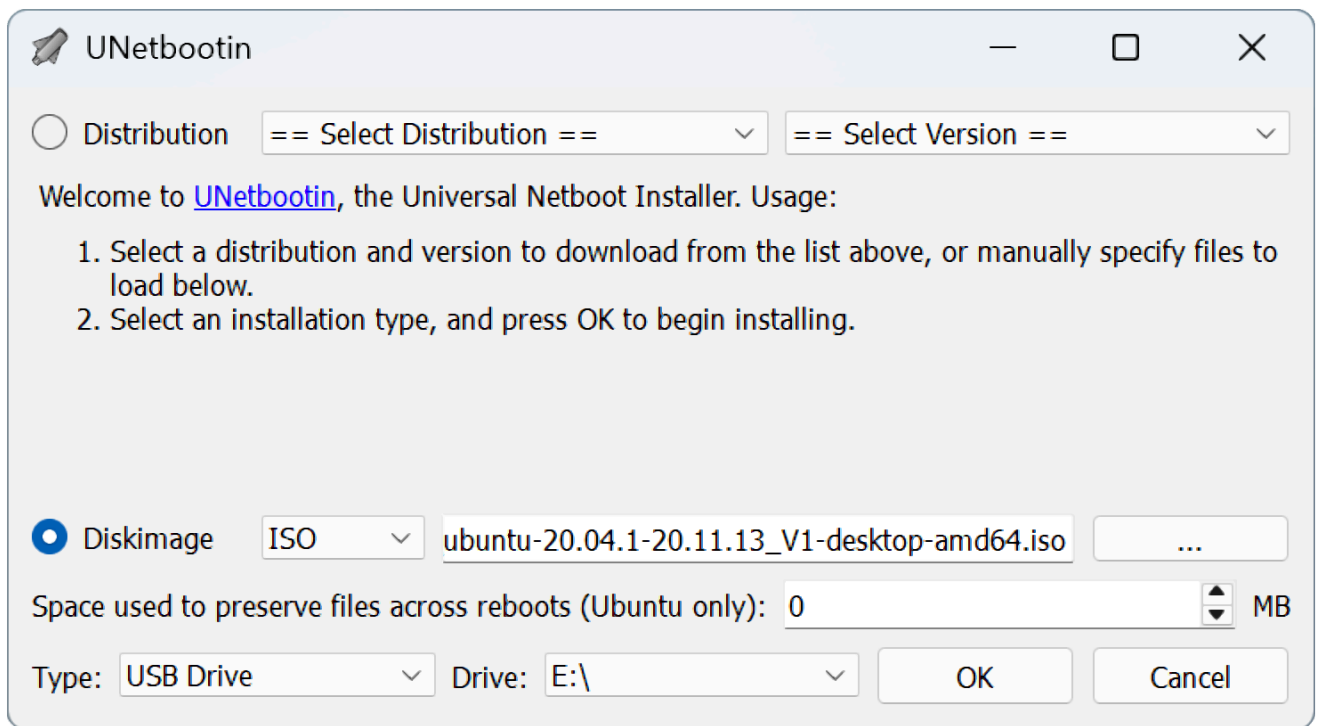 UNetbootin
Distribution == Select Distribution == == Select Version ==
Welcome to UNetbootin, the Universal Netboot Installer. Usage:
1. Select a distribution and version to download from the list above, or manually specify files to
load below.
2. Select an installation type, and press OK to begin installing.
Diskimage ISO ubuntu-20.04.1-20.11.13_V1-desktop-amd64.iso ...
Space used to preserve files across reboots (Ubuntu only): 0 MB
Type: USB Drive Drive: E:\ OK Cancel